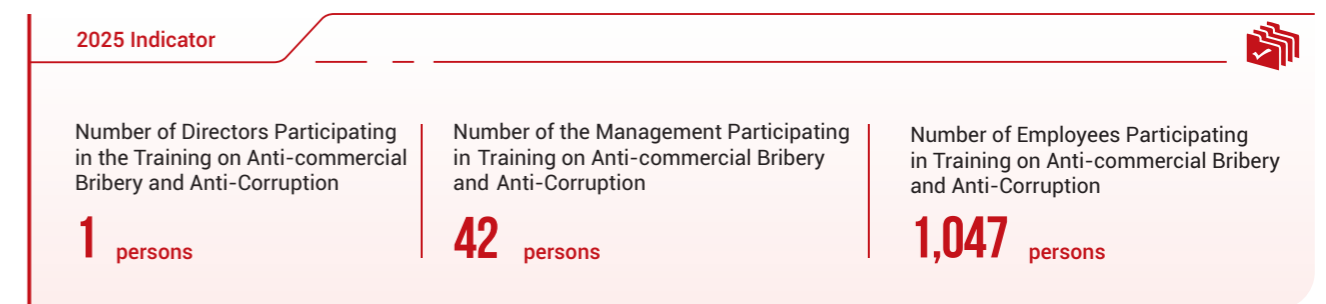 2025 Indicator
Number of Directors Participating
in the Training on Anti-commercial
Bribery and Anti-Corruption
1 persons
Number of the Management Participating
in Training on Anti-commercial Bribery
and Anti-Corruption
42 persons
Number of Employees Participating
in Training on Anti-commercial Bribery
and Anti-Corruption
1,047 persons